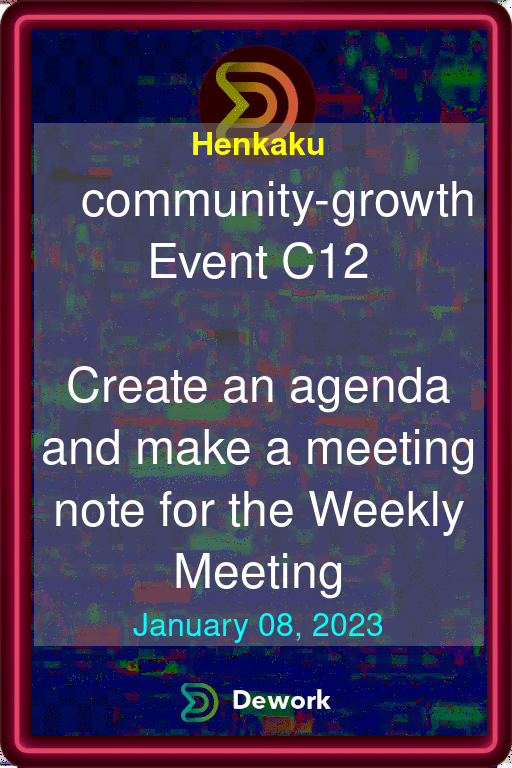 Henkaku
community-growth
Event C12
Create an agenda
and make a meeting
note for the Weekly
Meeting
January 08, 2023
Dework